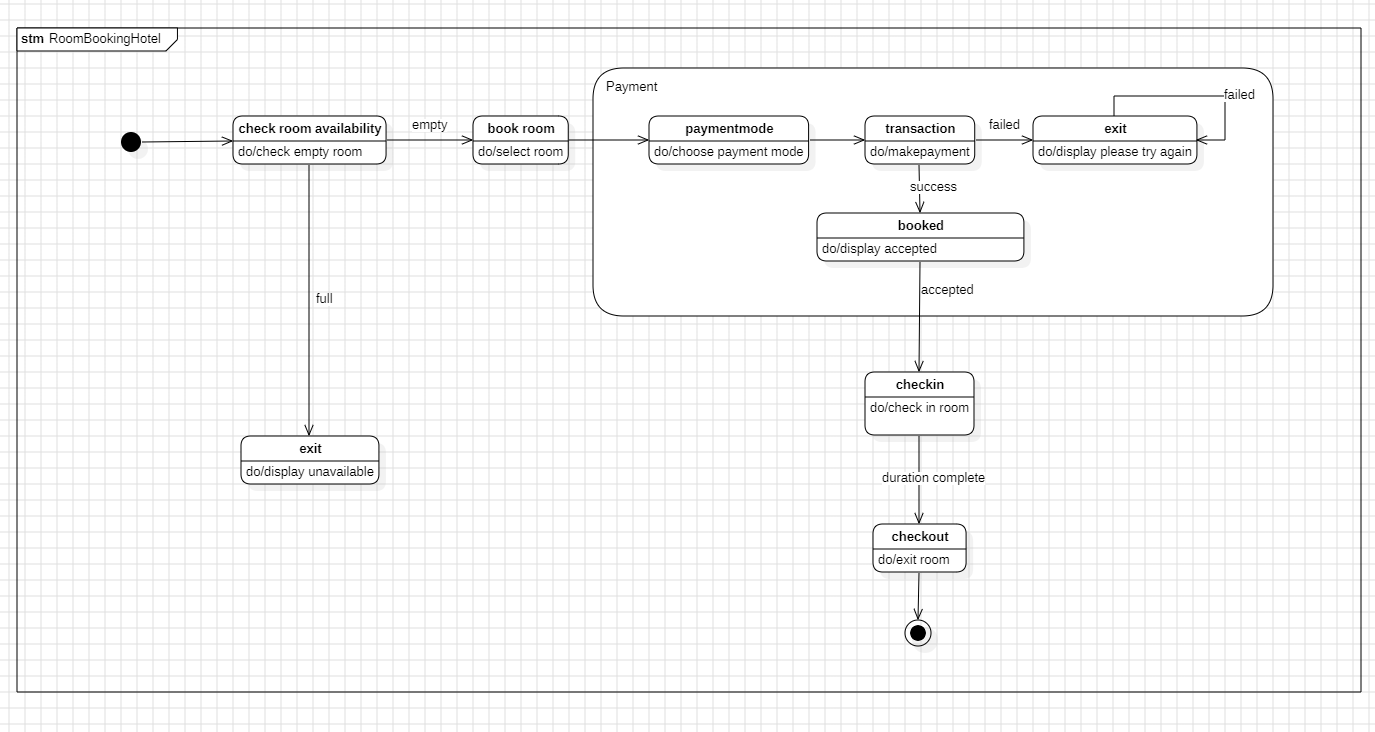 stm RoomBookingHotel
Payment
failed
check room availability
do/check empty room
empty
book room
do/select room
paymentmode
do/choose payment mode
transaction
do/makepayment
failed
exit
do/display please try again
success
booked
do/display accepted
accepted
full
checkin
do/check in room
exit
do/display unavailable
duration complete
checkout
do/exit room